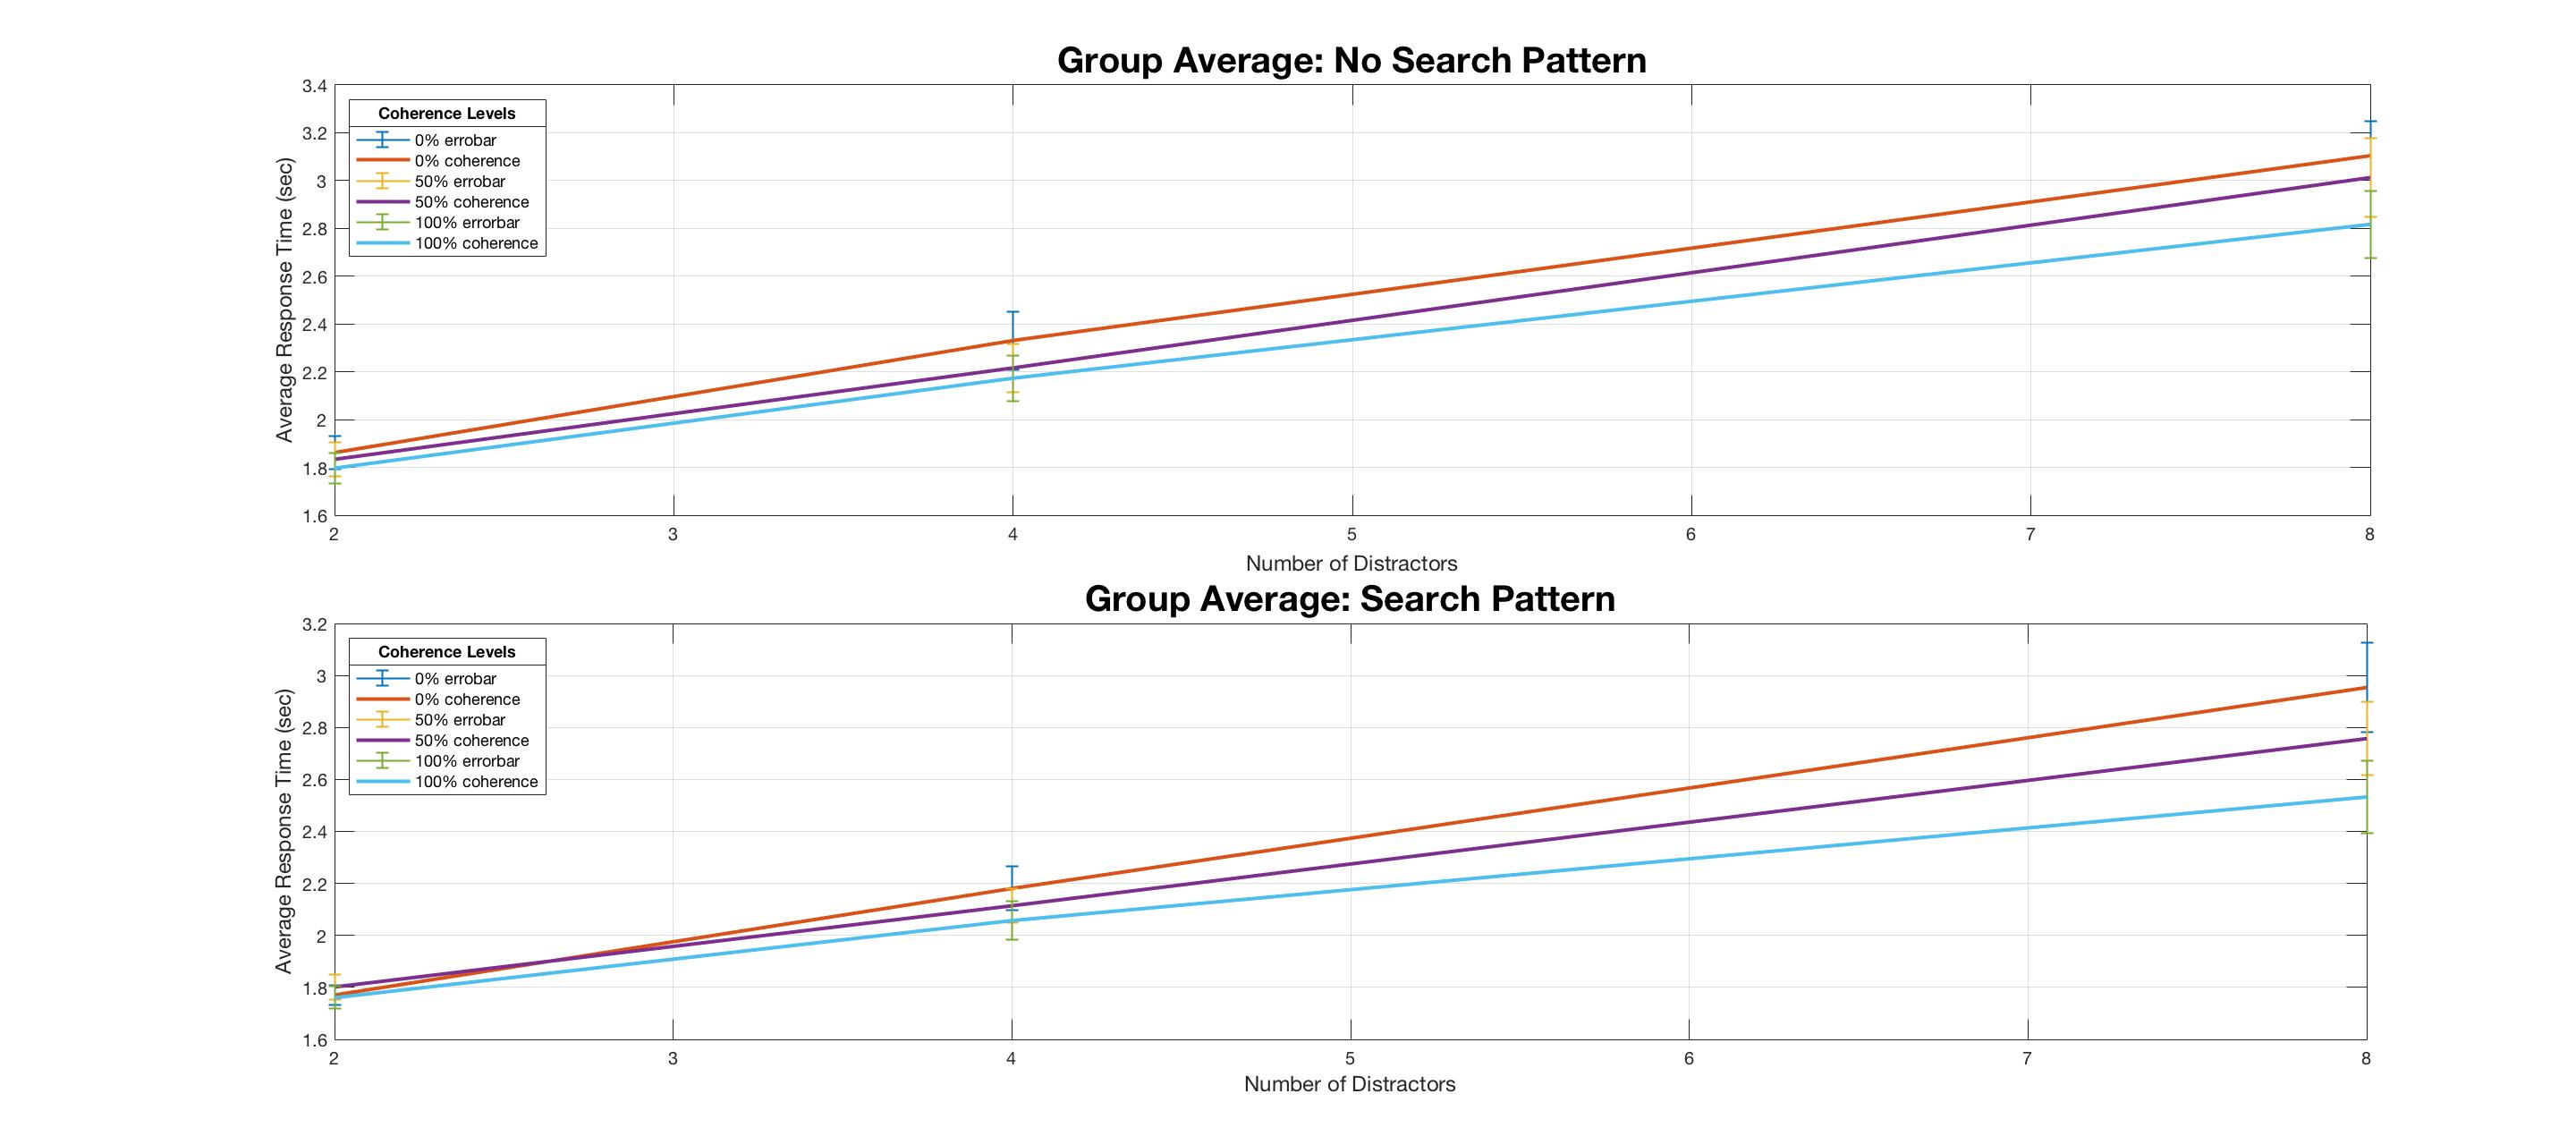 Group Average: No Search Pattern
3.4
3.2
3
2.8
2.6
2.4
2.2
2
1.8
1.6
Average Response Time (sec)
Coherence Levels
0% errobar
0% coherence
50% errobar
50% coherence
100% errorbar
100% coherence
2 3 4 5 6 7 8
Number of Distractors
Group Average: Search Pattern
3.2
3
2.8
2.6
2.4
2.2
2
1.8
1.6
Average Response Time (sec)
Coherence Levels
0% errobar
0% coherence
50% errobar
50% coherence
100% errorbar
100% coherence
2 3 4 5 6 7 8
Number of Distractors